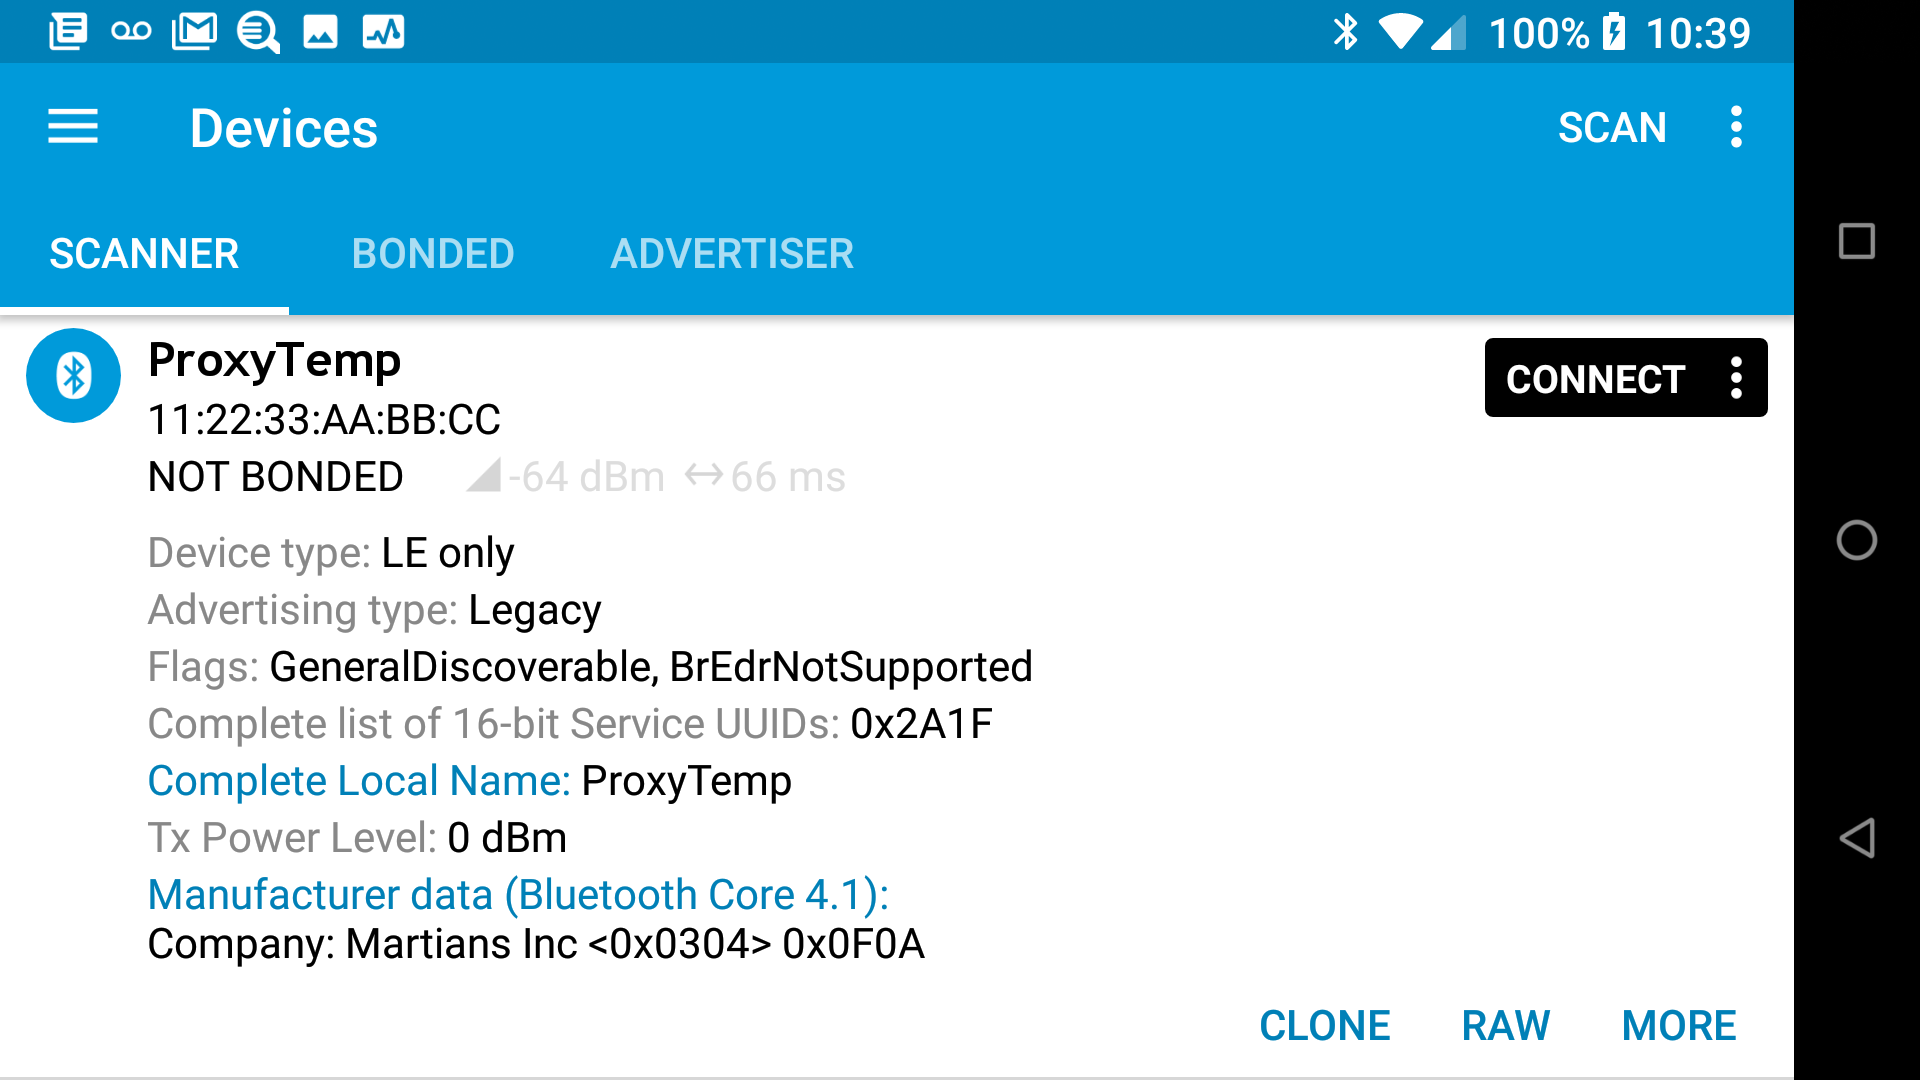 100% 10:39
Devices SCAN
SCANNER BONDED ADVERTISER
ProxyTemp
CONNECT
11:22:33:AA:BB:CC
NOT BONDED -64 dBm 66 ms
Device type: LE only
Advertising type: Legacy
Flags: GeneralDiscoverable, BrEdrNotSupported
Complete list of 16-bit Service UUIDs: 0x2A1F
Complete Local Name: ProxyTemp
Tx Power Level: 0 dBm
Manufacturer data (Bluetooth Core 4.1):
Company: Martians Inc <0x0304> 0x0F0A
CLONE RAW MORE